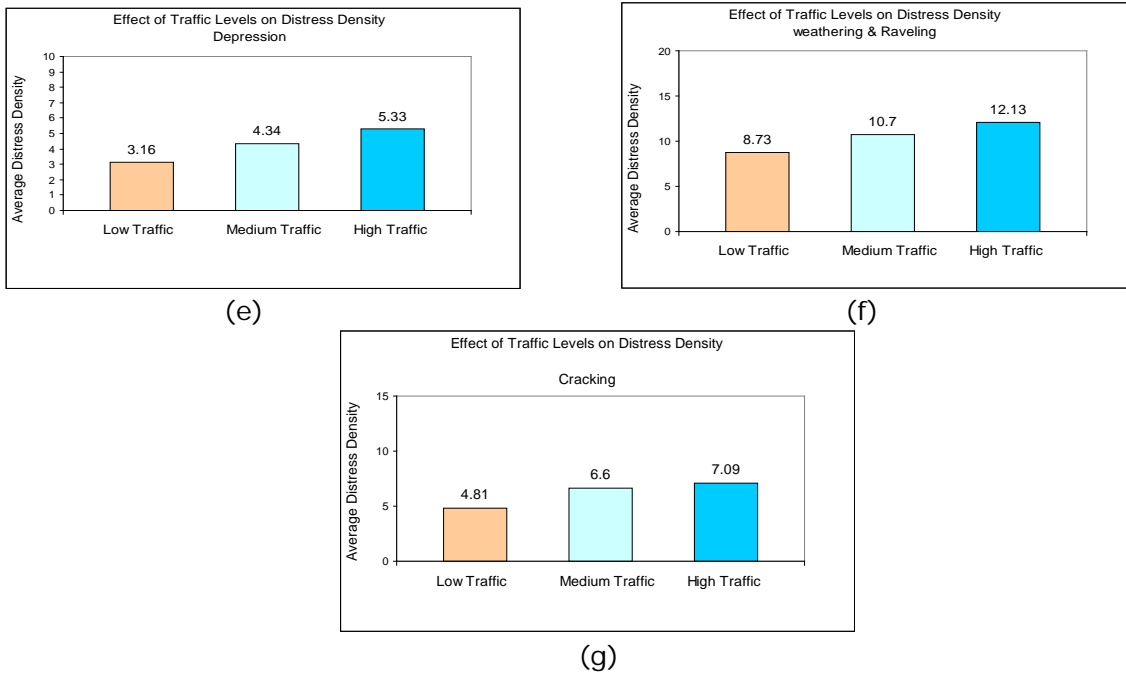 Effect of Traffic Levels on Distress Density
Depression
Average Distress Density
10
9
8
7
6
5
4
3
2
1
0
3.16
4.34
5.33
Low Traffic
Medium Traffic
High Traffic
(e)
Effect of Traffic Levels on Distress Density
weathering & Raveling
Average Distress Density
20
15
10
5
0
8.73
10.7
12.13
Low Traffic
Medium Traffic
High Traffic
(f)
Effect of Traffic Levels on Distress Density
Cracking
Average Distress Density
15
10
5
0
4.81
6.6
7.09
Low Traffic
Medium Traffic
High Traffic
(g)